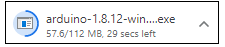 arduino-1.8.12-win....exe
57.6/112 MB, 29 secs left